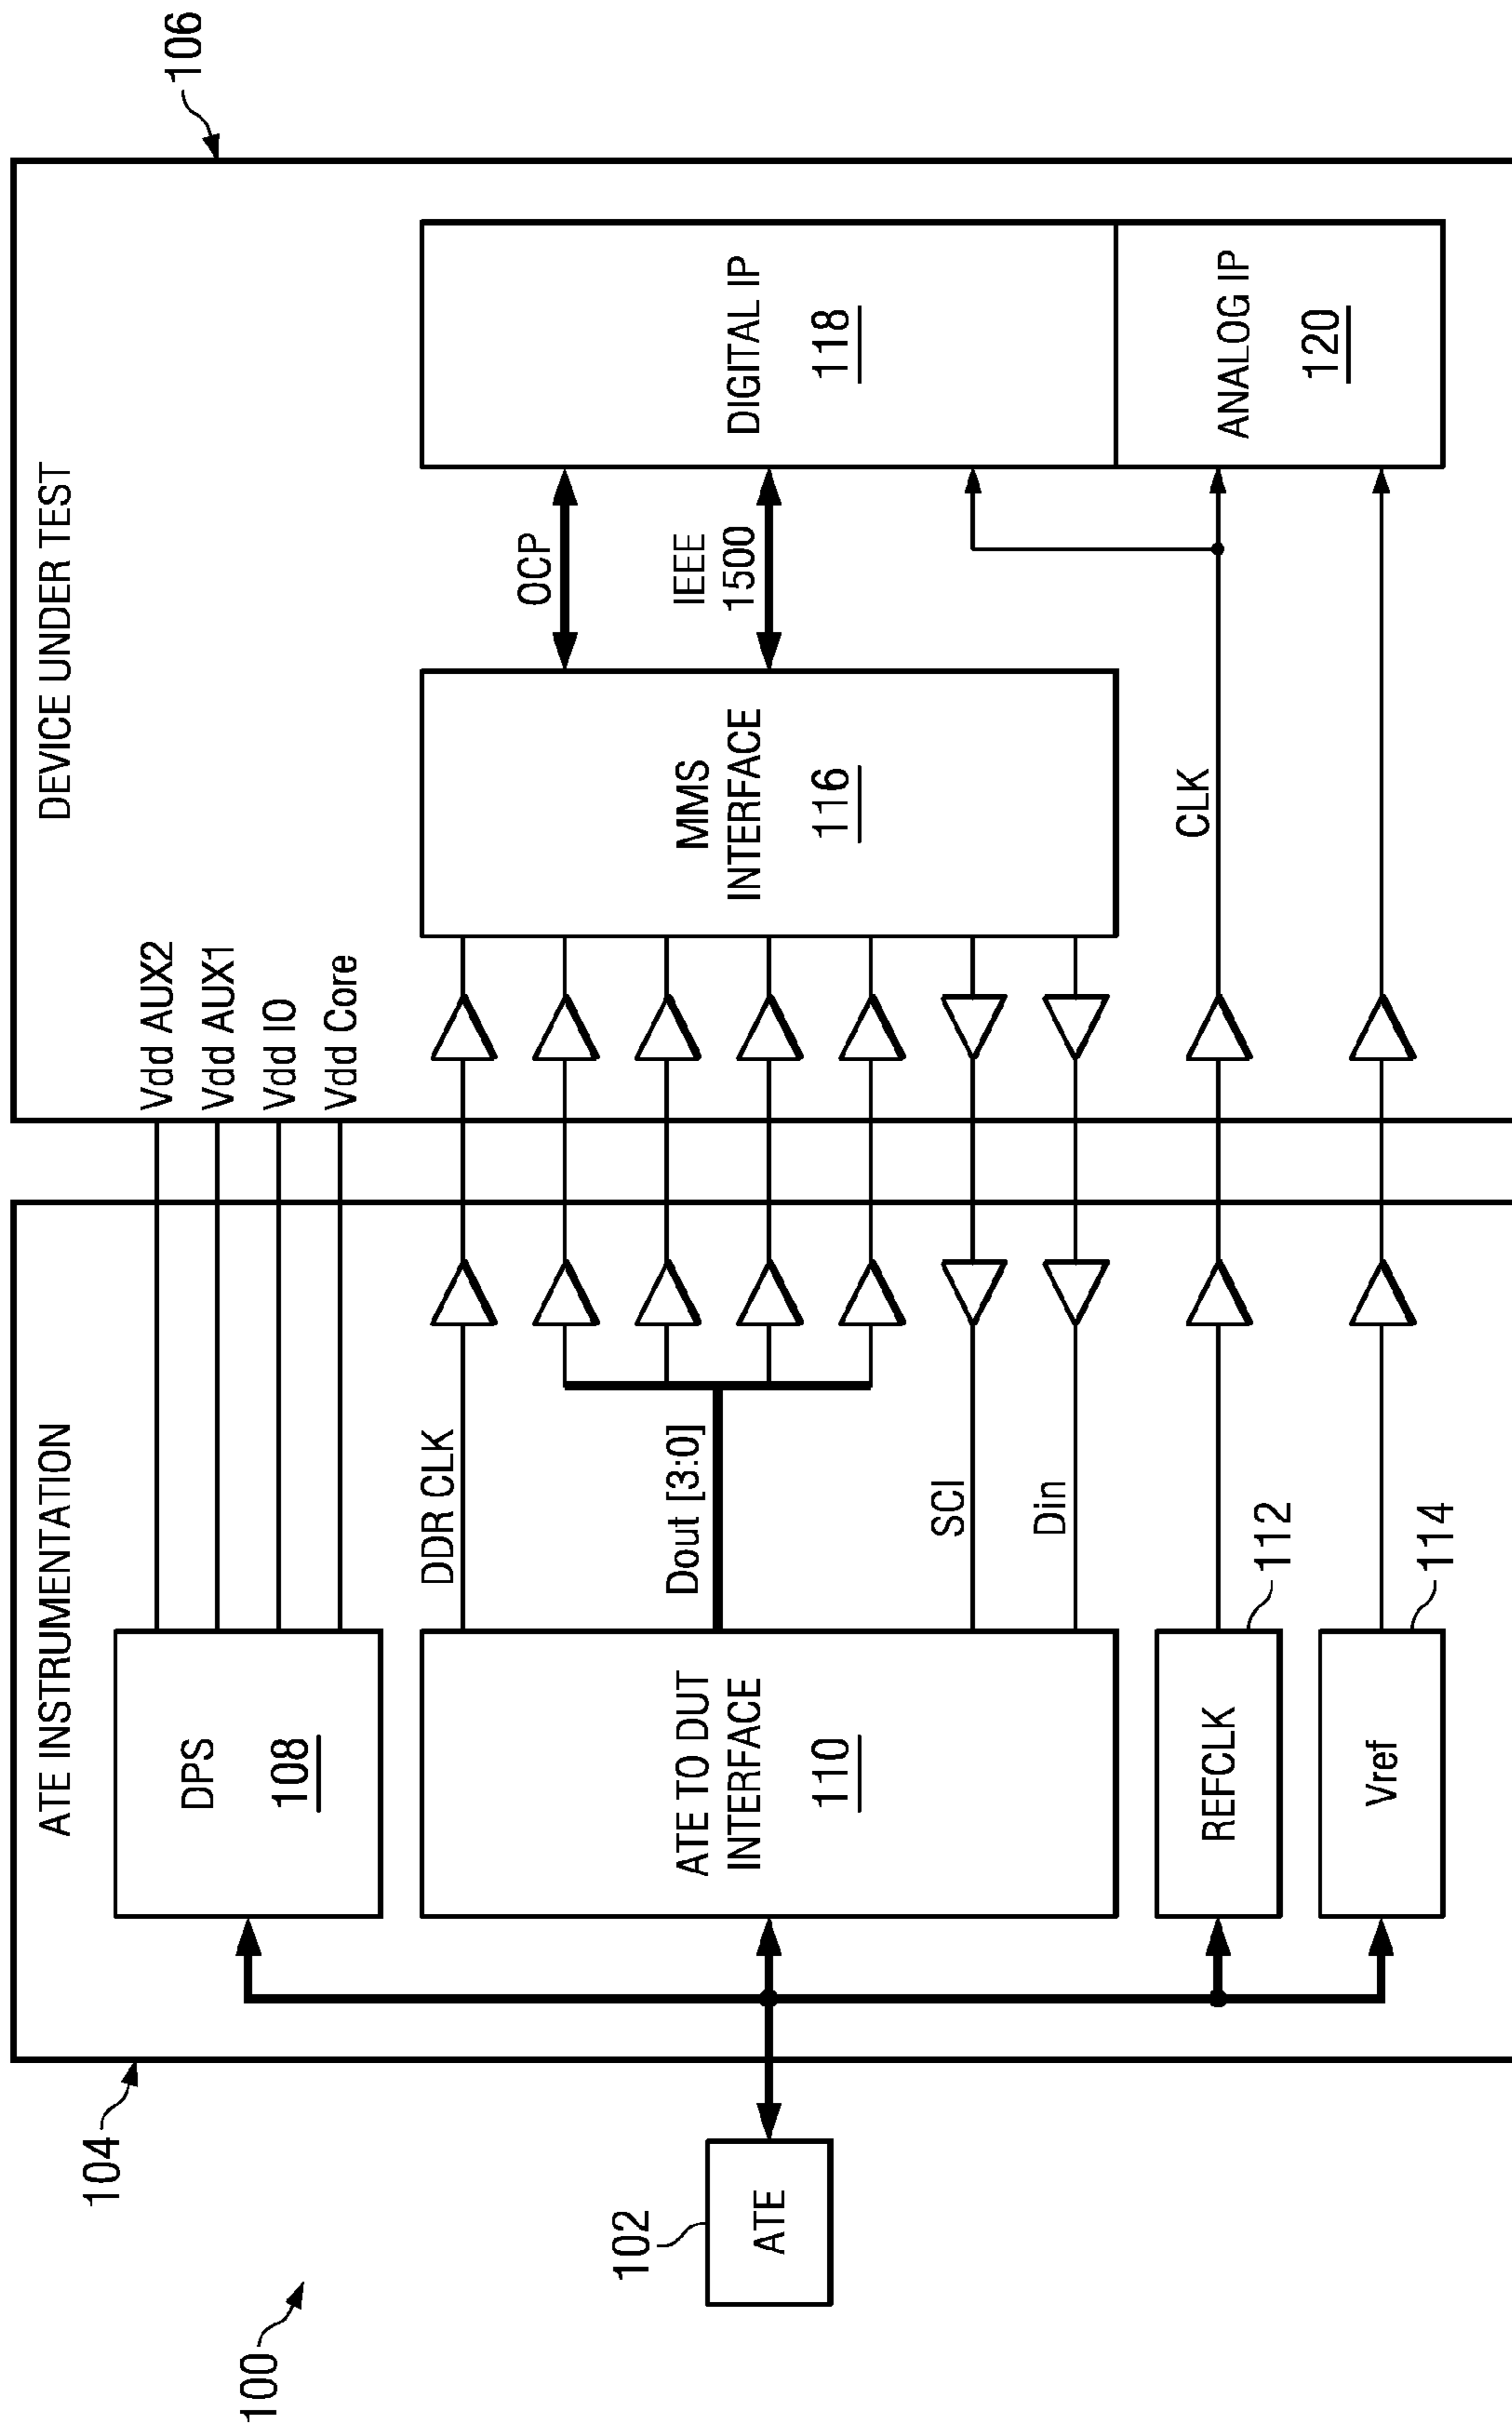 100
102
ATE
104
ATE INSTRUMENTATION
DPS
108
ATE TO DUT
INTERFACE
110
REFCLK
112
Vref
114
DDR CLK
Dout [3:0]
SCI
Din
106
DEVICE UNDER TEST
Vdd AUX2
Vdd AUX1
Vdd IO
Vdd Core
MMS
INTERFACE
116
OCP
IEEE
1500
CLK
DIGITAL IP
118
ANALOG IP
120